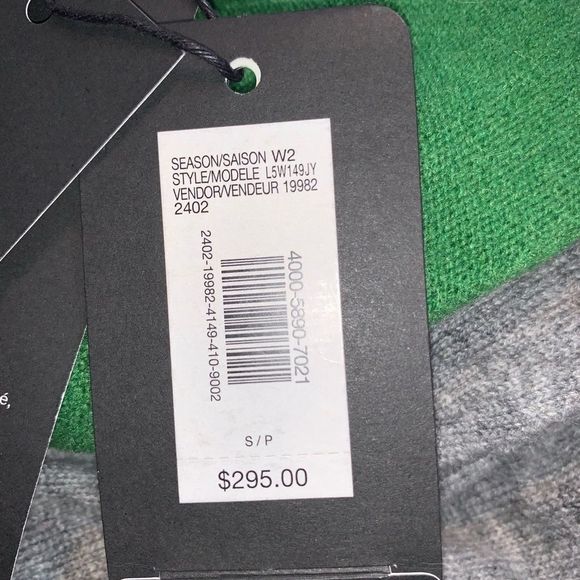 SEASON/SAISON W2
STYLE/MODELE L5W149JY
VENDOR/VENDEUR 19982
2402
4000-5890-7021
2402-19982-4149-410-9002
S / P
$295.00
é,